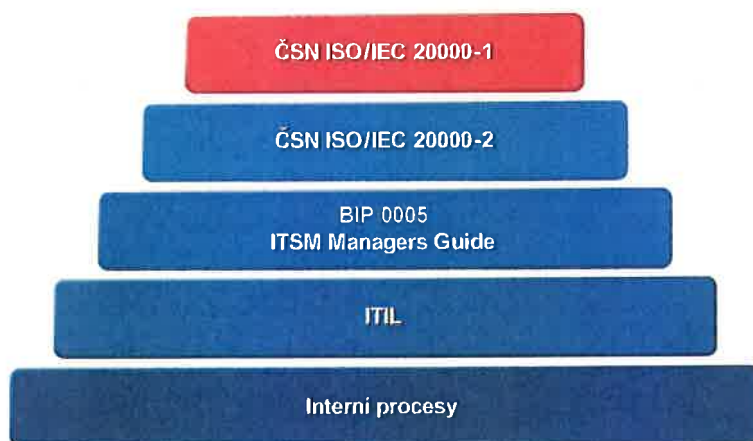 ČSN ISO/IEC 20000-1
ČSN ISO/IEC 20000-2
BIP 0005
ITSM Managers Guide
ITIL
Interní procesy